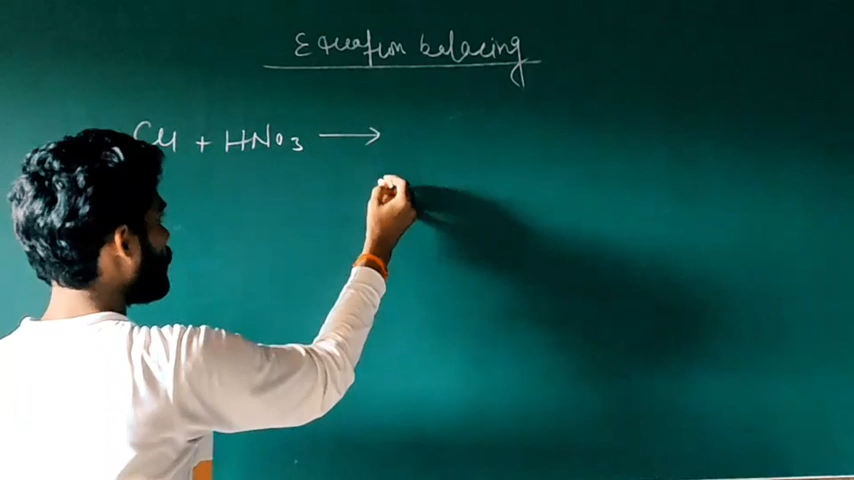 Equation balacing
Cu + HNO3 →